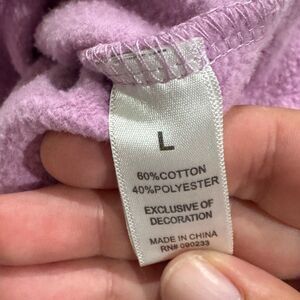 L
60%COTTON
40%POLYESTER
EXCLUSIVE OF
DECORATION
MADE IN CHINA
RN# 090233